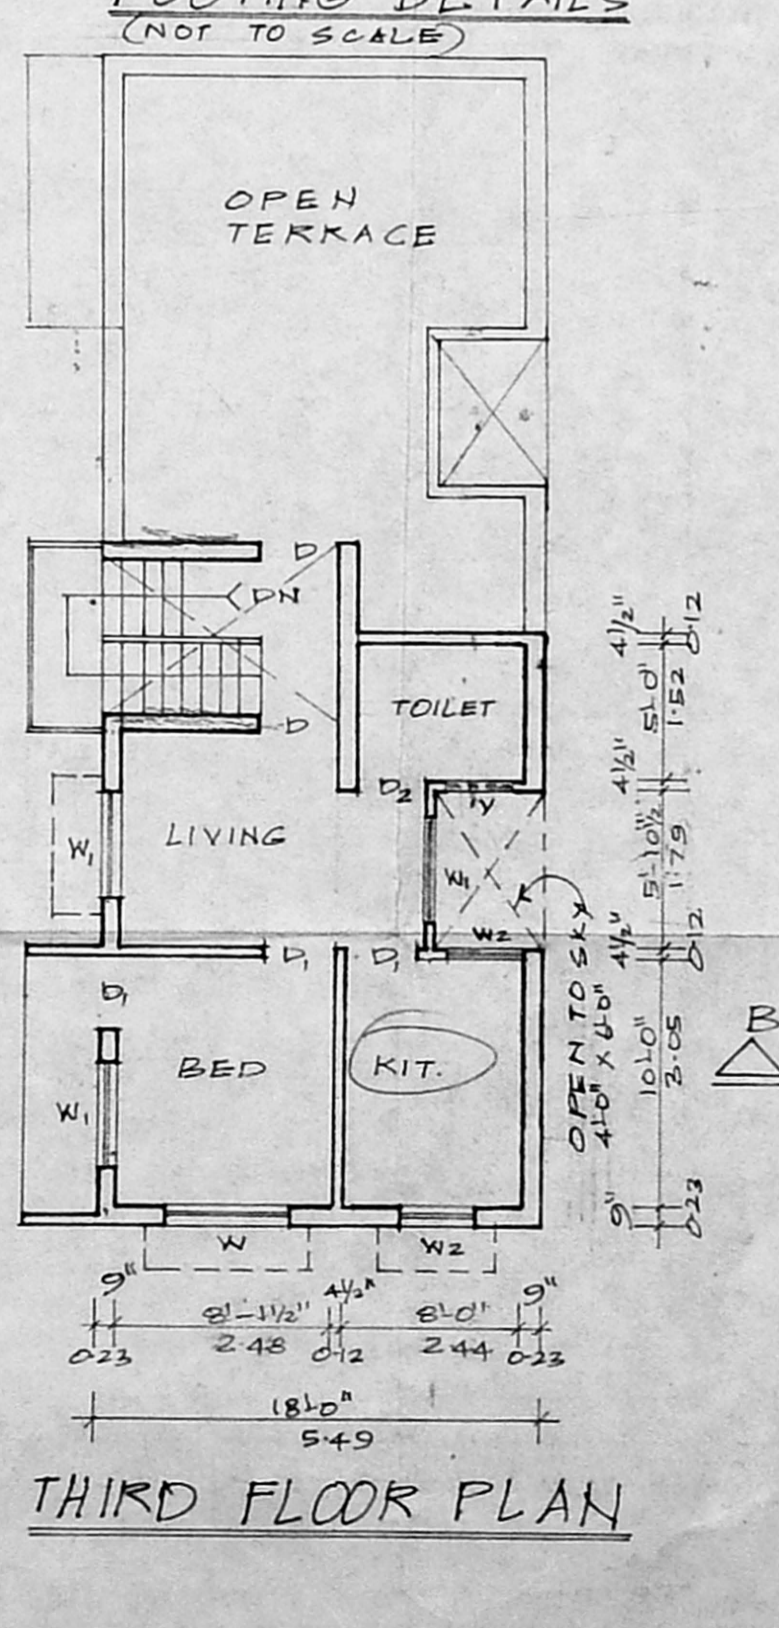 FOOTING DETAILS
(NOT TO SCALE)
OPEN
TERRACE
D
DN
D
TOILET
D2
V
LIVING
W1
W1
W2
D1
D1
D1
BED
KIT.
W1
W
W2
OPEN TO SKY
4'-0" X 6'-0"
4½"
0.12
5'-0"
1.52
4½"
5'-10½"
1.79
4½"
0.12
10'-0"
3.05
9"
0.23
B
9"
8'-1½"
4½"
8'-0"
9"
0.23
2.48
0.12
2.44
0.23
18'-0"
5.49
THIRD FLOOR PLAN